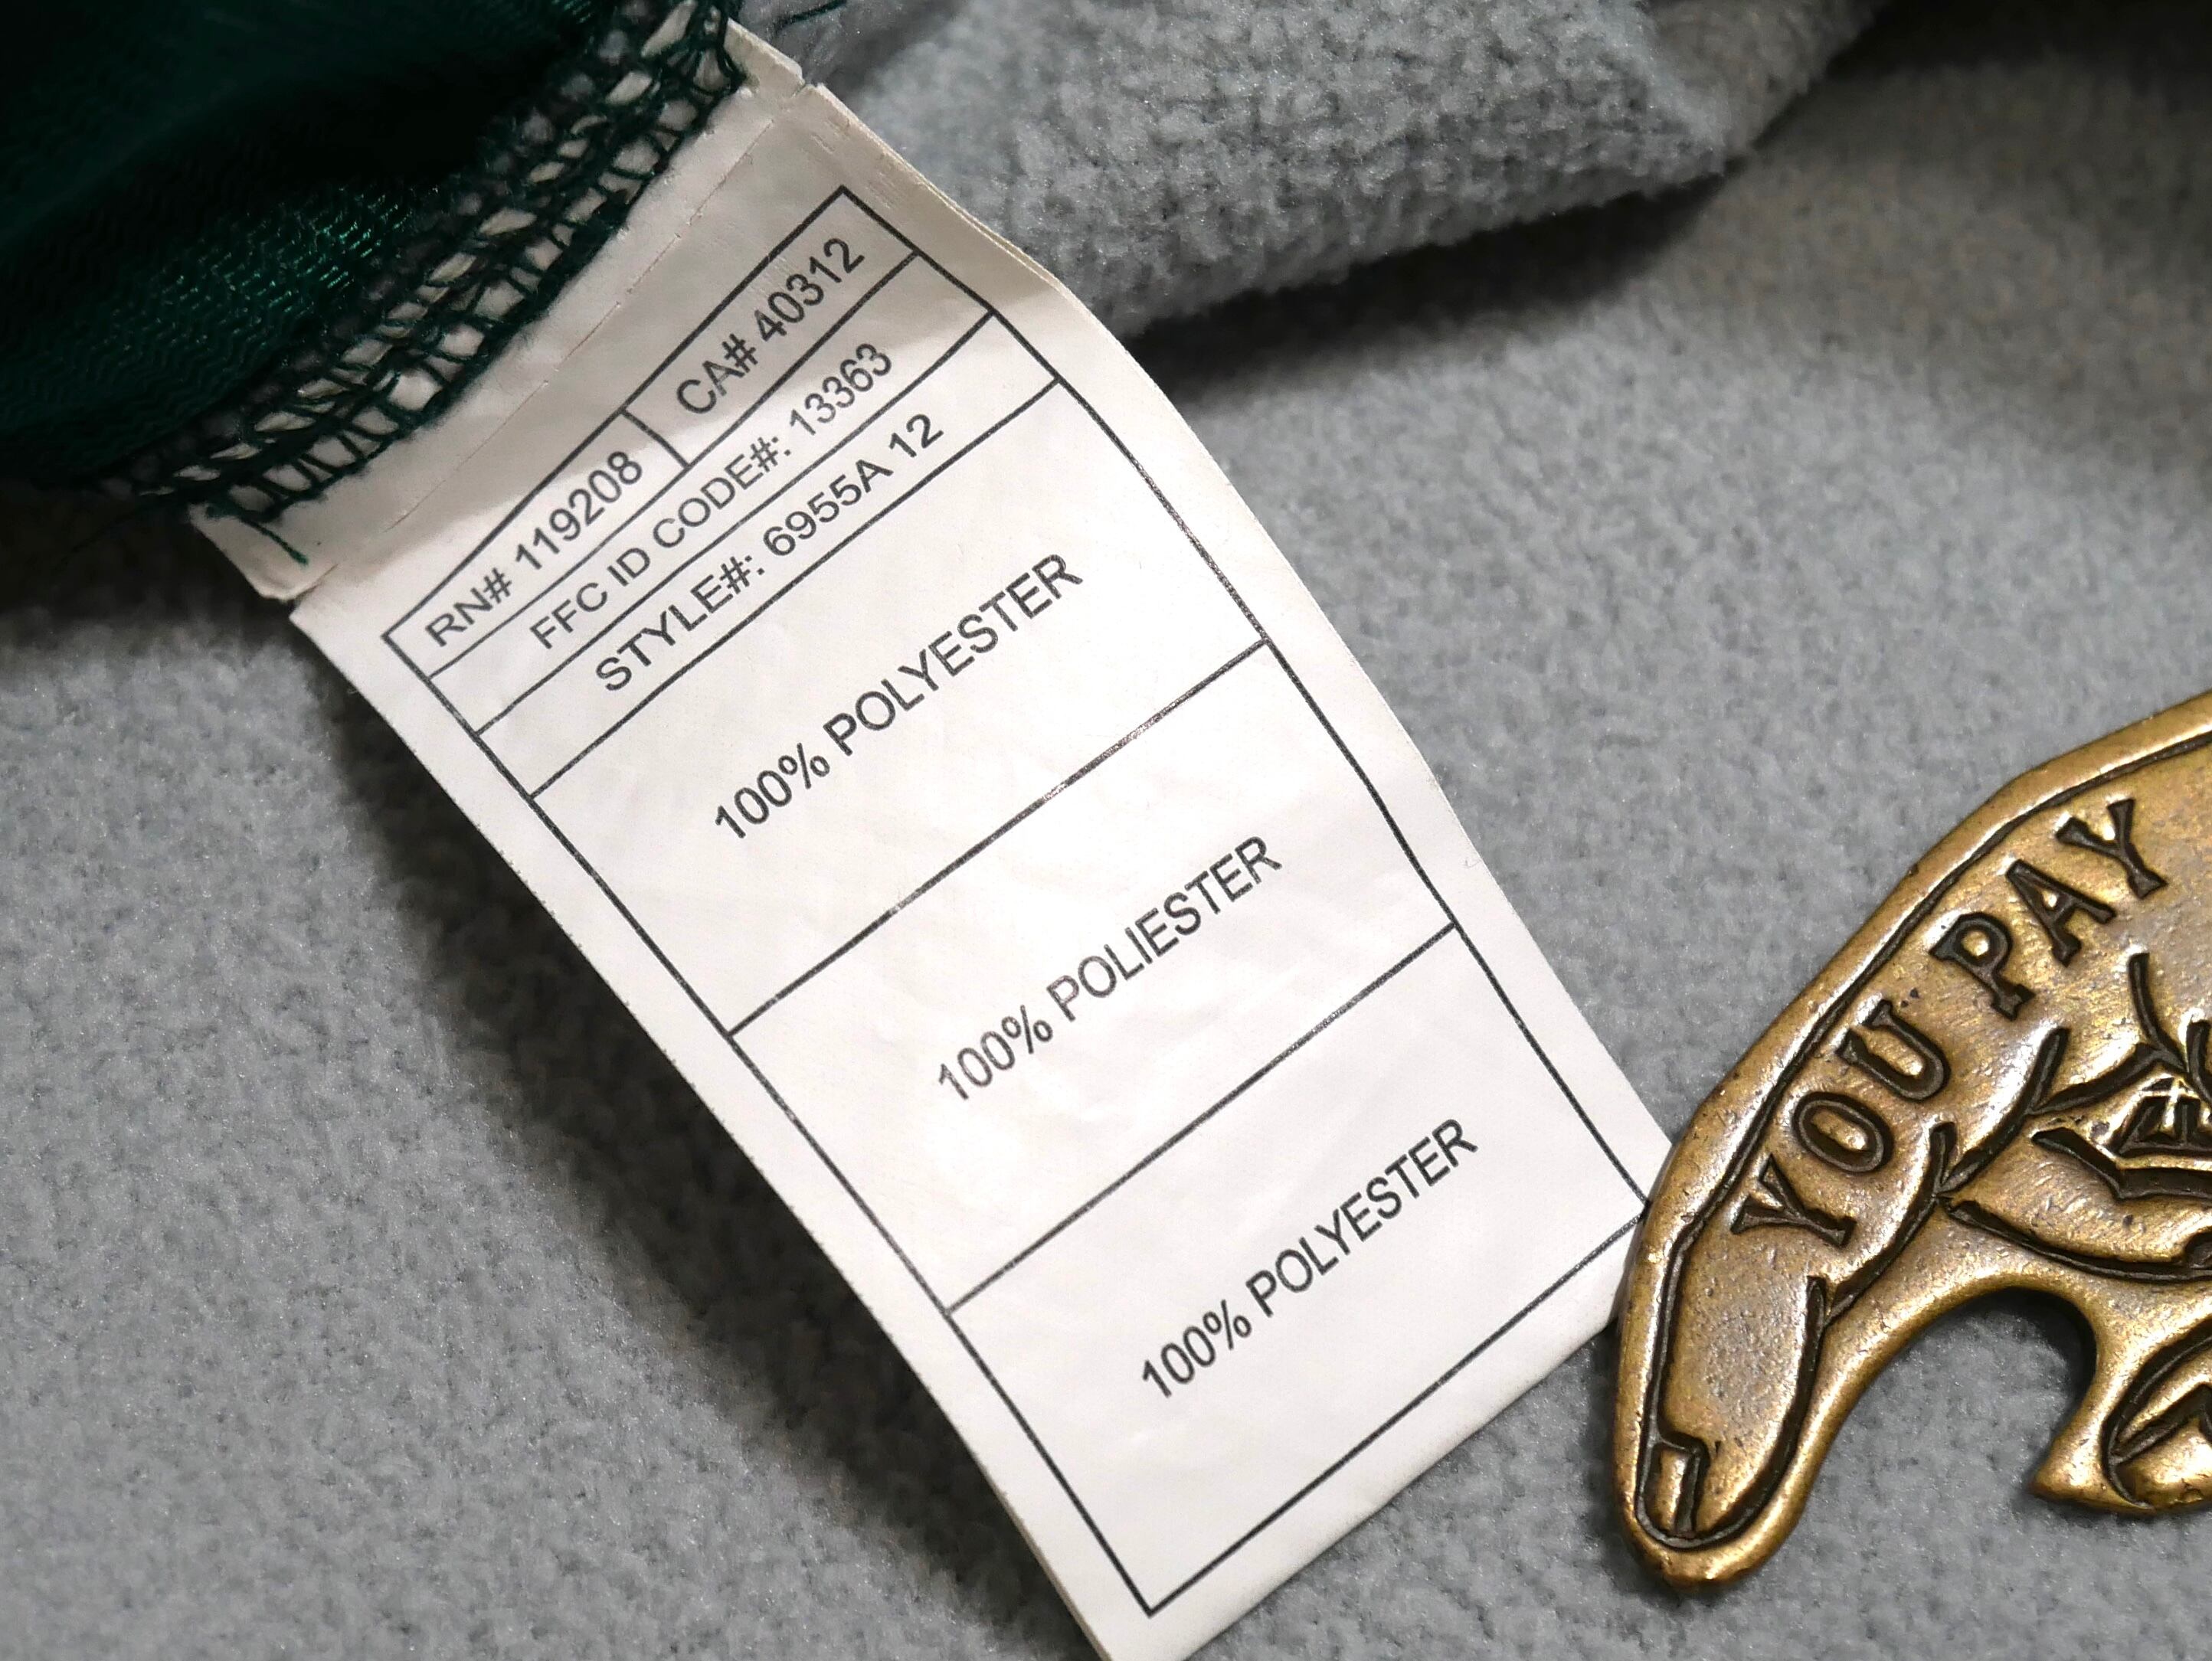 RN# 119208 CA# 40312
FFC ID CODE#: 13363
STYLE#: 6955A 12
100% POLYESTER
100% POLIESTER
100% POLYESTER
YOU PAY